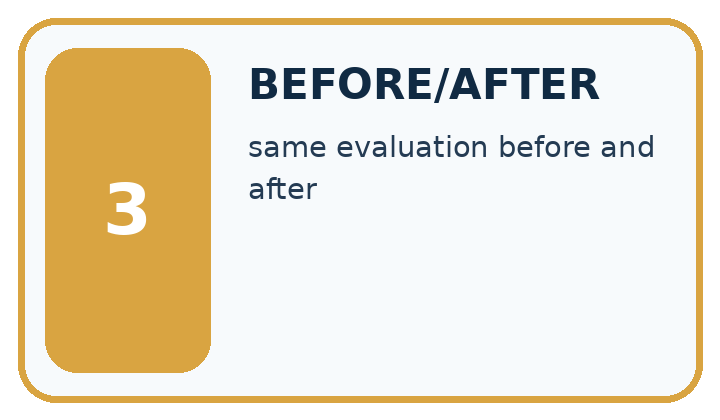 3
BEFORE/AFTER
same evaluation before and
after